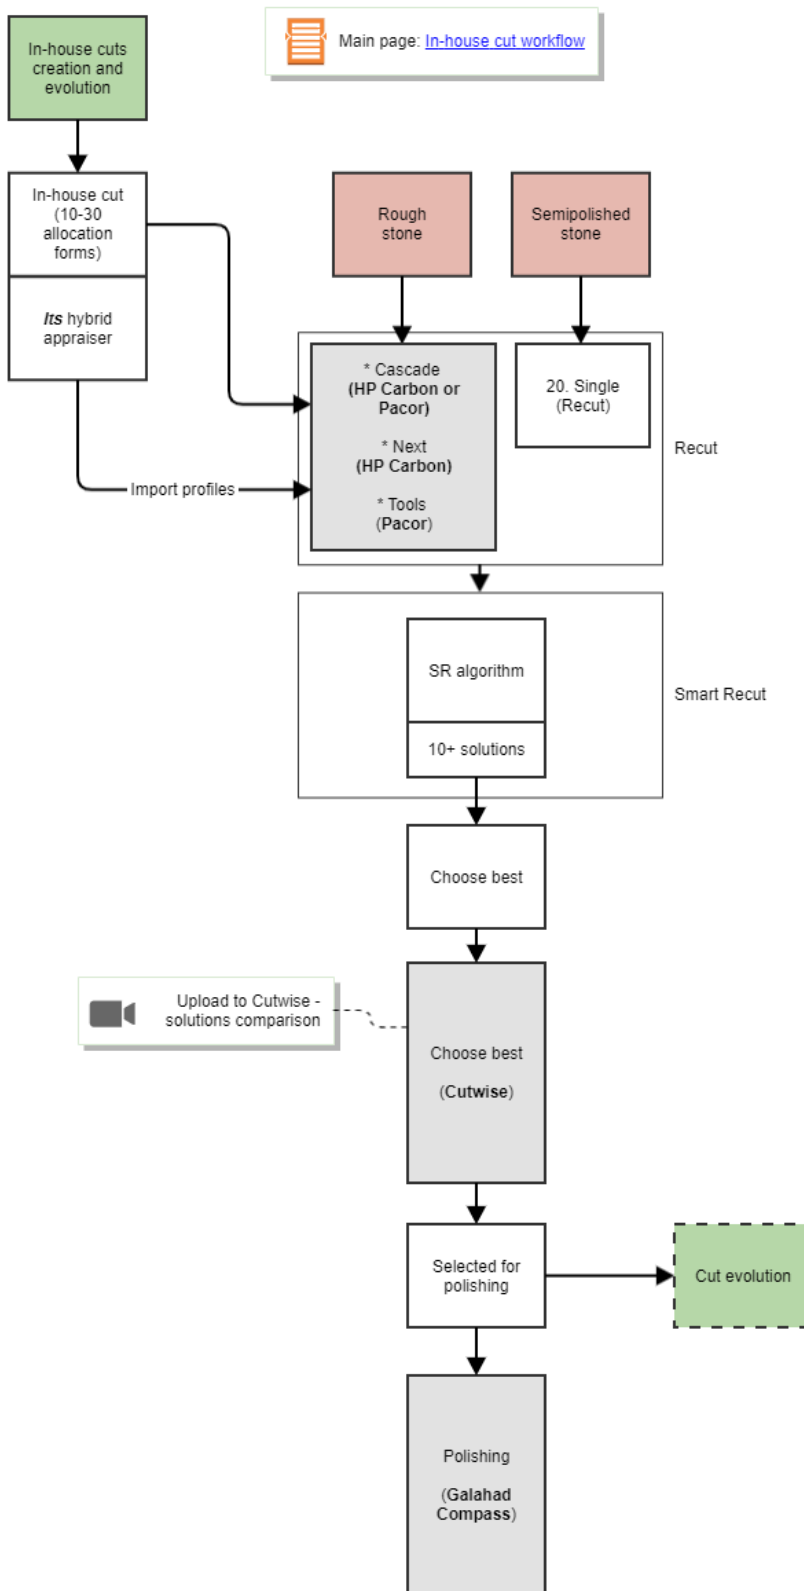 In-house cuts
creation and
evolution
Main page: In-house cut workflow
In-house cut
(10-30
allocation
forms)
Its hybrid
appraiser
Rough
stone
Semipolished
stone
* Cascade
(HP Carbon or
Pacor)
* Next
(HP Carbon)
* Tools
(Pacor)
20. Single
(Recut)
Recut
Import profiles
SR algorithm
10+ solutions
Smart Recut
Choose best
Upload to Cutwise -
solutions comparison
Choose best
(Cutwise)
Selected for
polishing
Cut evolution
Polishing
(Galahad
Compass)